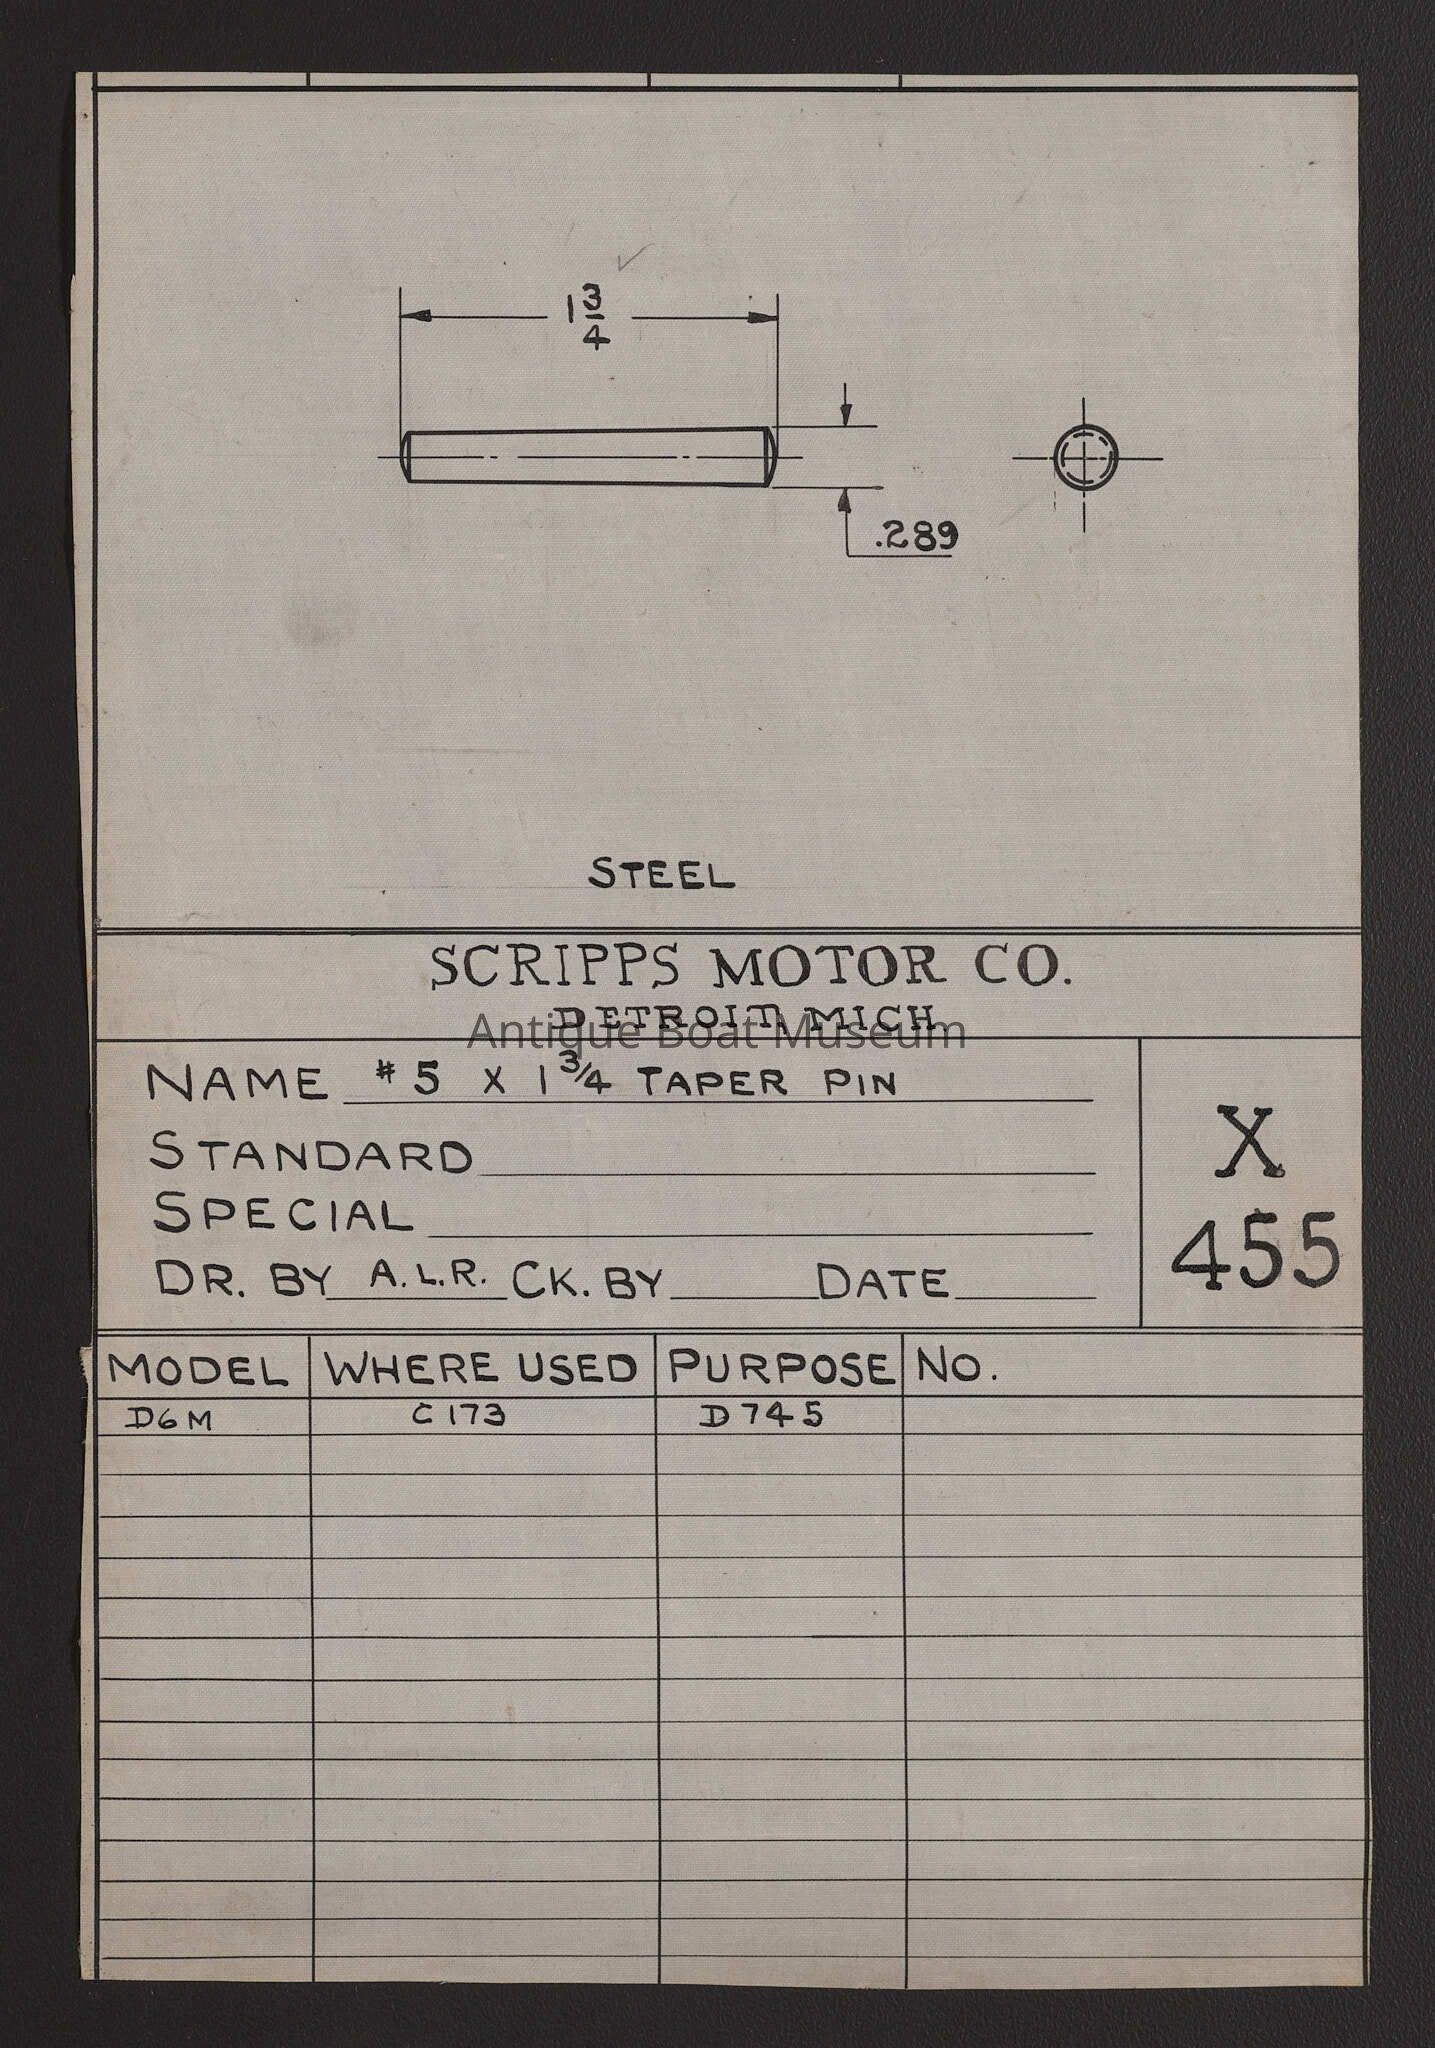 1 3/4
.289
STEEL
SCRIPPS MOTOR CO.
DETROIT, MICH.
Antique Boat Museum
NAME #5 X 1 3/4 TAPER PIN
STANDARD
SPECIAL
DR. BY A.L.R. CK. BY DATE
X
455
MODEL WHERE USED PURPOSE NO.
D6M C173 D745